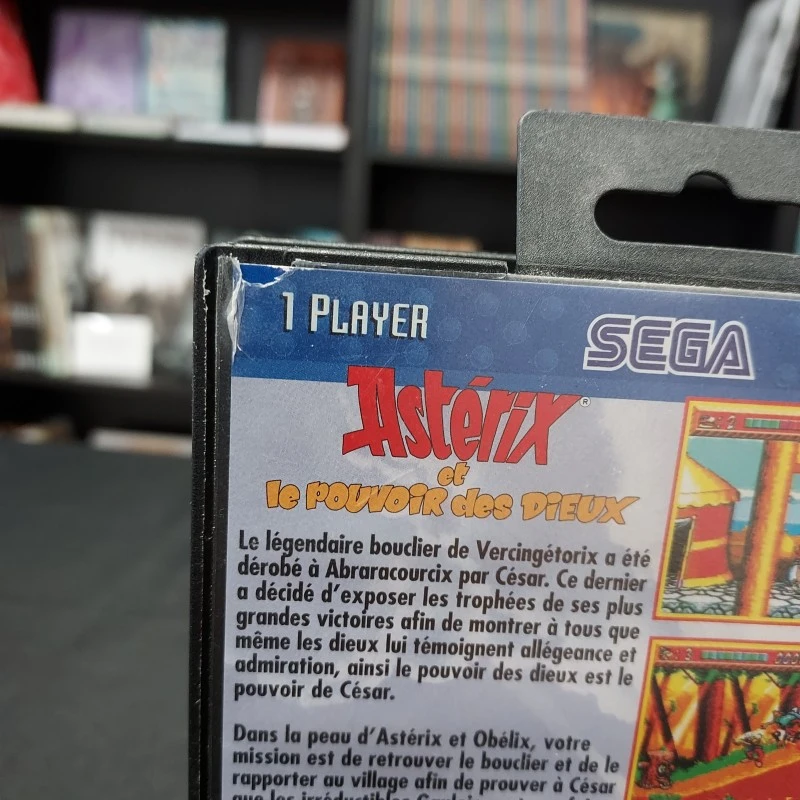 1 PLAYER
SEGA
Astérix®
et
le POUVOIR des DIEUX
Le légendaire bouclier de Vercingétorix a été
dérobé à Abraracourcix par César. Ce dernier
a décidé d'exposer les trophées de ses plus
grandes victoires afin de montrer à tous que
même les dieux lui témoignent allégeance et
admiration, ainsi le pouvoir des dieux est le
pouvoir de César.
Dans la peau d'Astérix et Obélix, votre
mission est de retrouver le bouclier et de le
rapporter au village afin de prouver à César
que les irréductibles